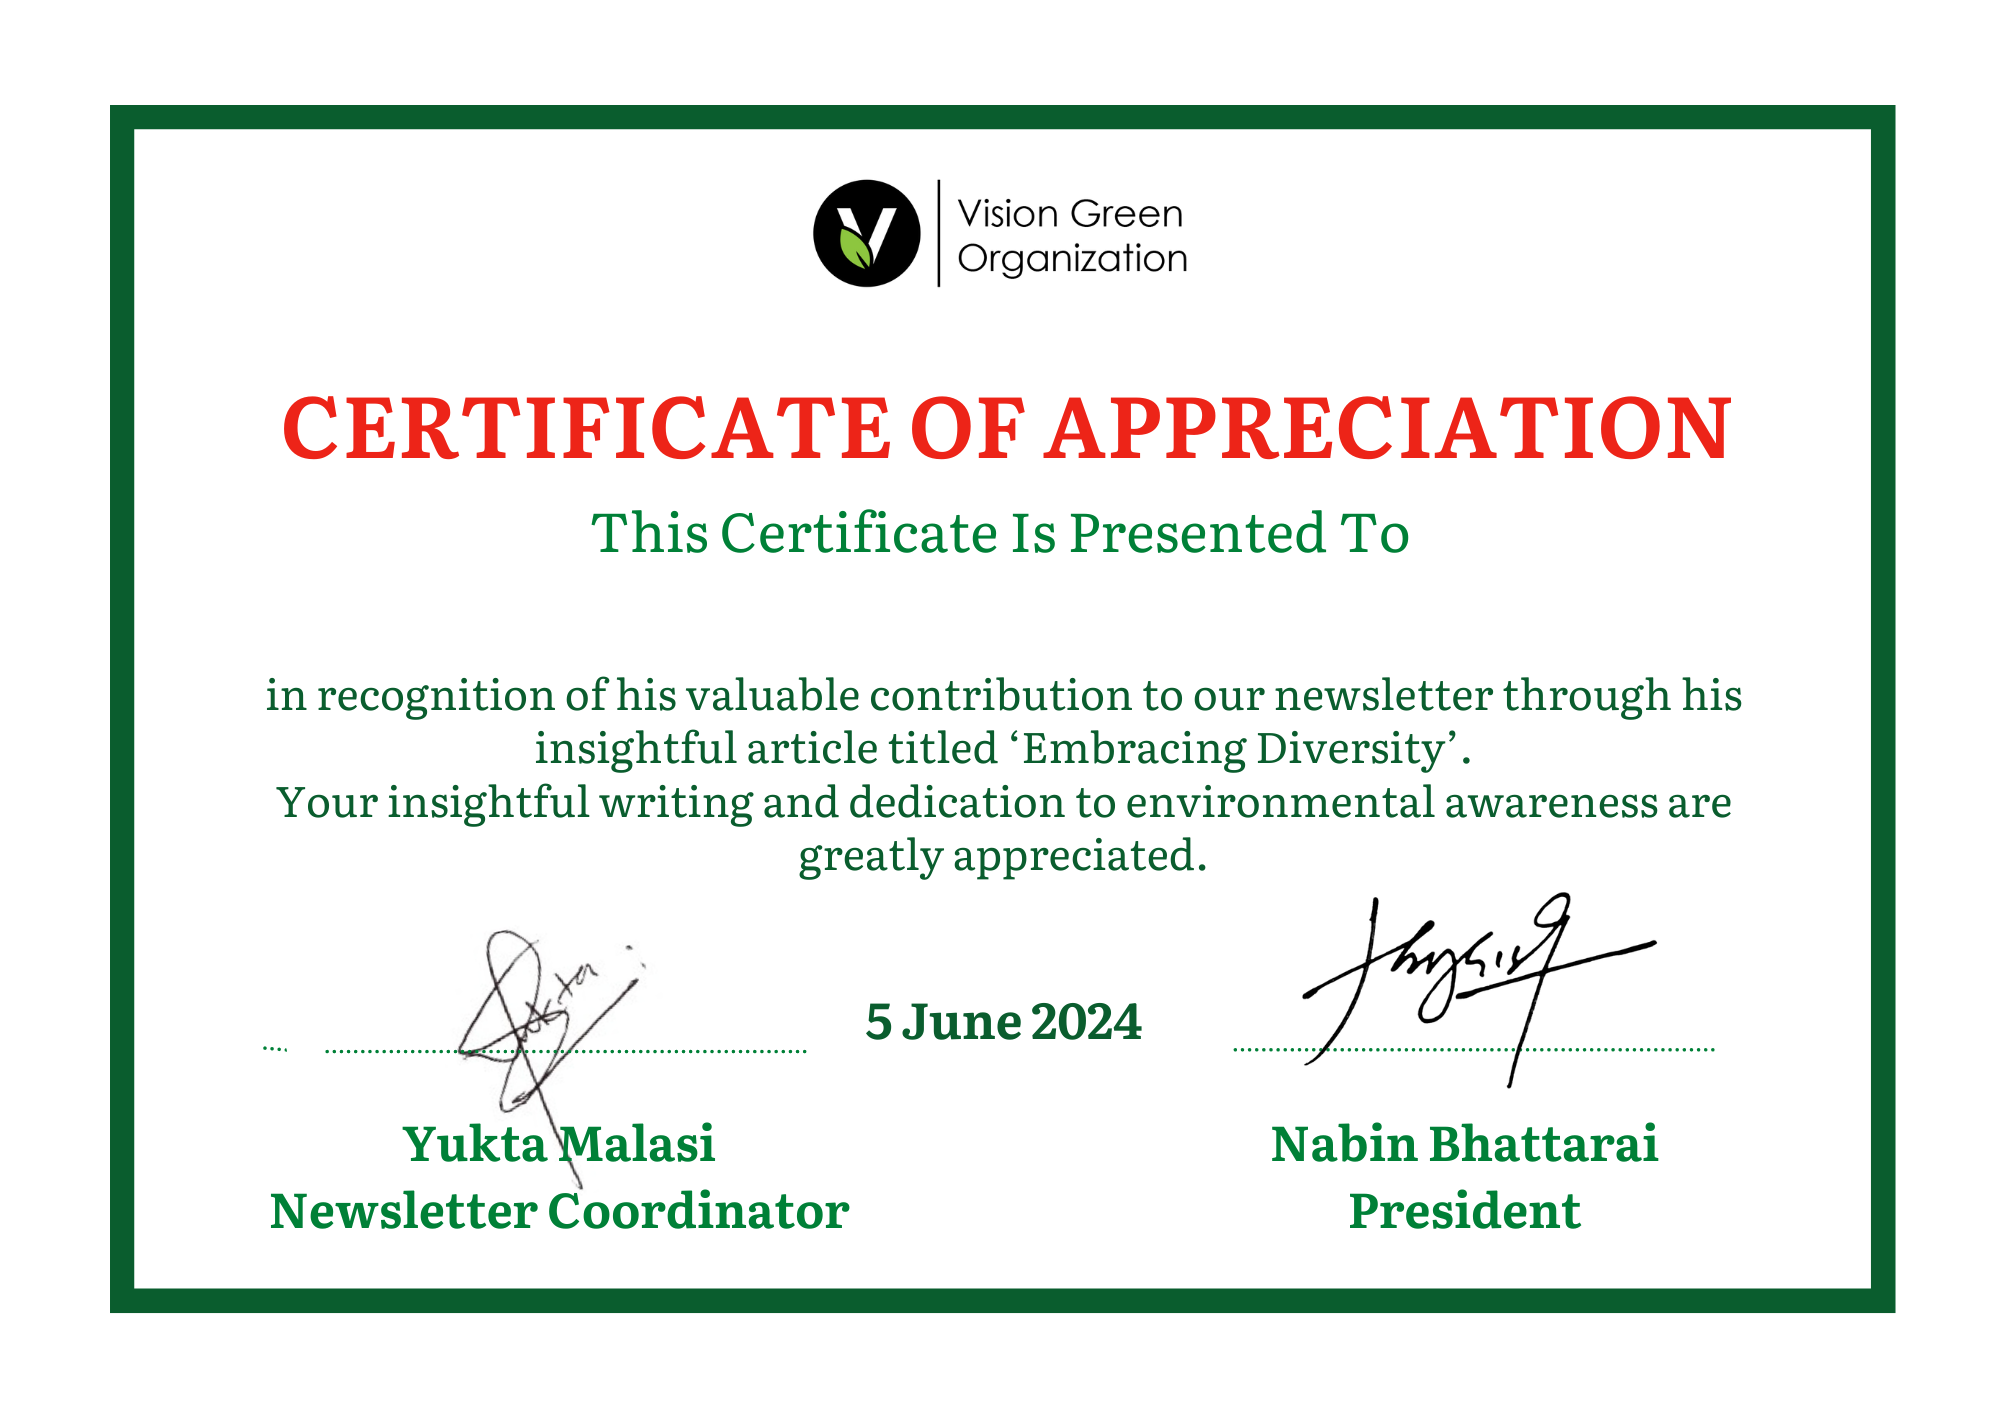 Vision Green
Organization
CERTIFICATE OF APPRECIATION
This Certificate Is Presented To
in recognition of his valuable contribution to our newsletter through his
insightful article titled ‘Embracing Diversity’.
Your insightful writing and dedication to environmental awareness are
greatly appreciated.
5 June 2024
Yukta Malasi
Nabin Bhattarai
Newsletter Coordinator
President